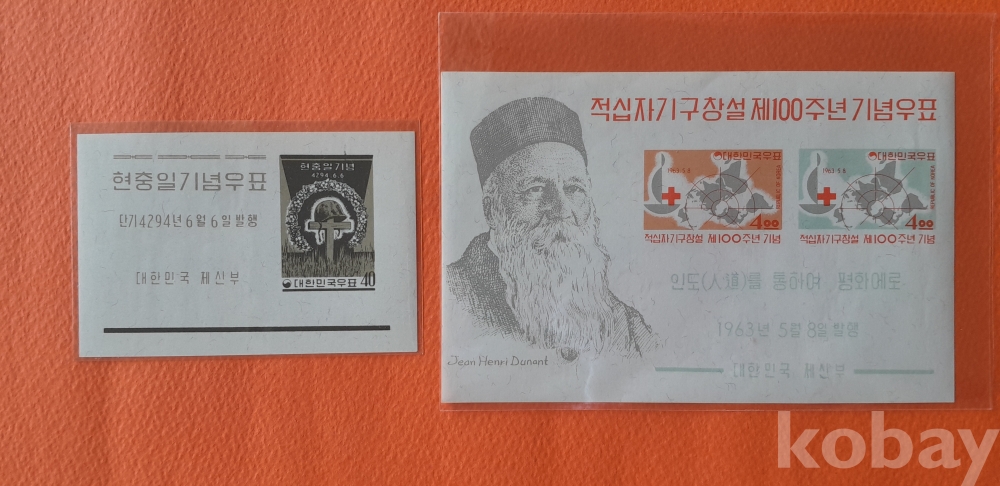 현충일기념우표
단기4294년6월6일발행
대한민국 체신부
현충일기념
4294.6.6
대한민국우표 40
적십자기구창설 제100주년기념우표
대한민국우표
1963·5·8
4.00
적십자기구창설 제100주년기념
대한민국우표
1963·5·8
4.00
적십자기구창설 제100주년기념
인도(人道)를 통하여 평화에로
1963년 5월 8일 발행
대한민국 체신부
Jean Henri Dunant
kobay